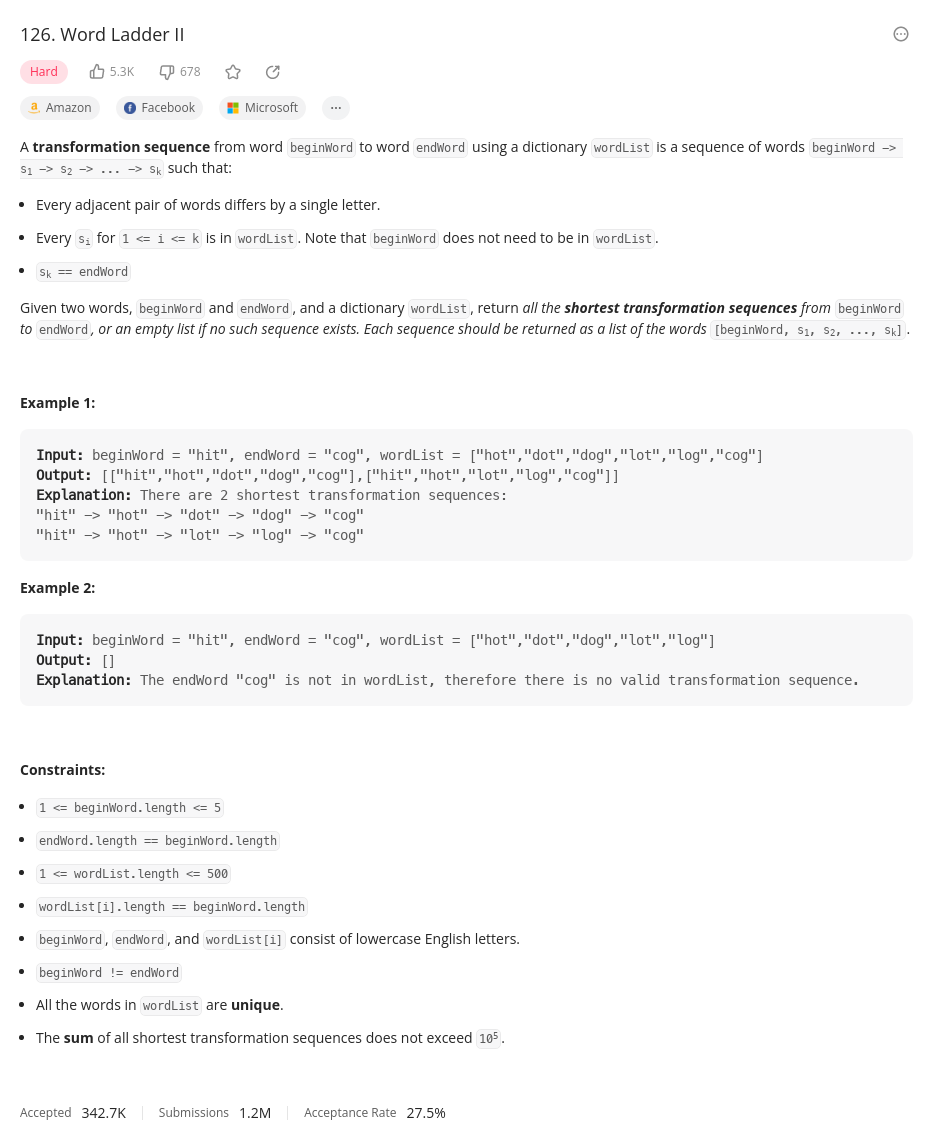 126. Word Ladder II
Hard 5.3K 678
Amazon Facebook Microsoft ...
A transformation sequence from word beginWord to word endWord using a dictionary wordList is a sequence of words beginWord ->
s1 -> s2 -> ... -> sk such that:
• Every adjacent pair of words differs by a single letter.
• Every si for 1 <= i <= k is in wordList. Note that beginWord does not need to be in wordList.
• sk == endWord
Given two words, beginWord and endWord, and a dictionary wordList, return all the shortest transformation sequences from beginWord
to endWord, or an empty list if no such sequence exists. Each sequence should be returned as a list of the words [beginWord, s1, s2, ..., sk].
Example 1:
Input: beginWord = "hit", endWord = "cog", wordList = ["hot","dot","dog","lot","log","cog"]
Output: [["hit","hot","dot","dog","cog"],["hit","hot","lot","log","cog"]]
Explanation: There are 2 shortest transformation sequences:
"hit" -> "hot" -> "dot" -> "dog" -> "cog"
"hit" -> "hot" -> "lot" -> "log" -> "cog"
Example 2:
Input: beginWord = "hit", endWord = "cog", wordList = ["hot","dot","dog","lot","log"]
Output: []
Explanation: The endWord "cog" is not in wordList, therefore there is no valid transformation sequence.
Constraints:
• 1 <= beginWord.length <= 5
• endWord.length == beginWord.length
• 1 <= wordList.length <= 500
• wordList[i].length == beginWord.length
• beginWord, endWord, and wordList[i] consist of lowercase English letters.
• beginWord != endWord
• All the words in wordList are unique.
• The sum of all shortest transformation sequences does not exceed 10⁵.
Accepted 342.7K Submissions 1.2M Acceptance Rate 27.5%